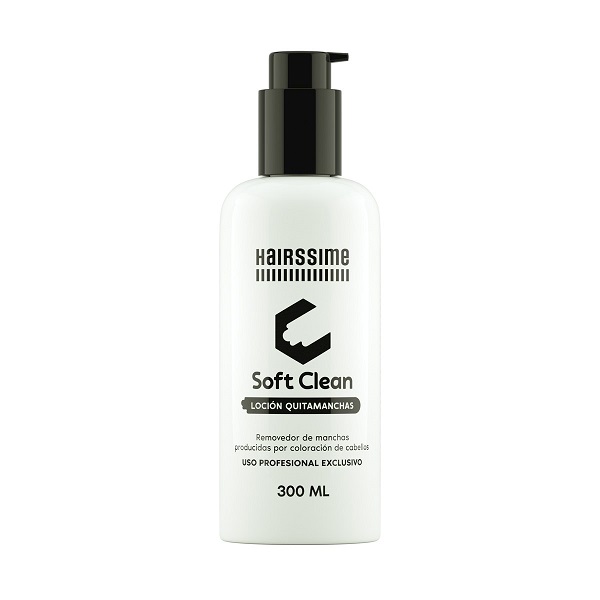 HAIRSSIME
Soft Clean
LOCIÓN QUITAMANCHAS
Removedor de manchas
producidas por coloración de cabellos
USO PROFESIONAL EXCLUSIVO
300 ML